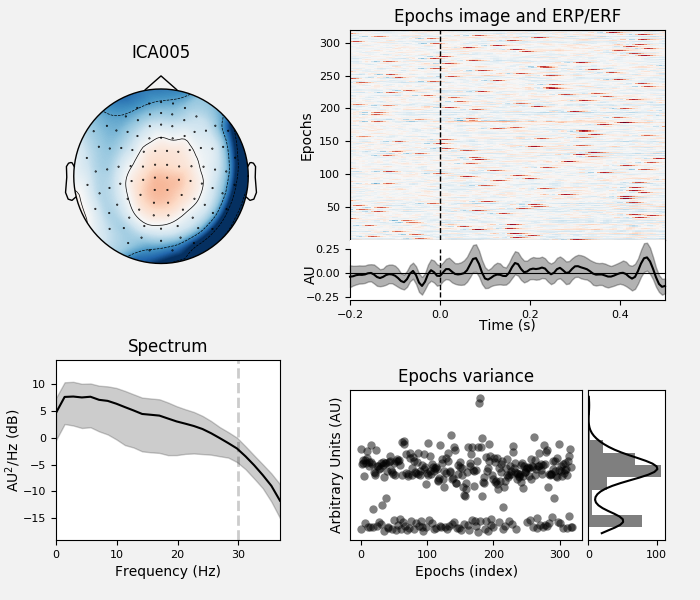 ICA005
Epochs image and ERP/ERF
Epochs
300
250
200
150
100
50
AU
0.25
0.00
−0.25
−0.2
0.0
0.2
0.4
Time (s)
Spectrum
AU²/Hz (dB)
10
5
0
−5
−10
−15
0
10
20
30
Frequency (Hz)
Epochs variance
Arbitrary Units (AU)
0
100
200
300
Epochs (index)
0
100